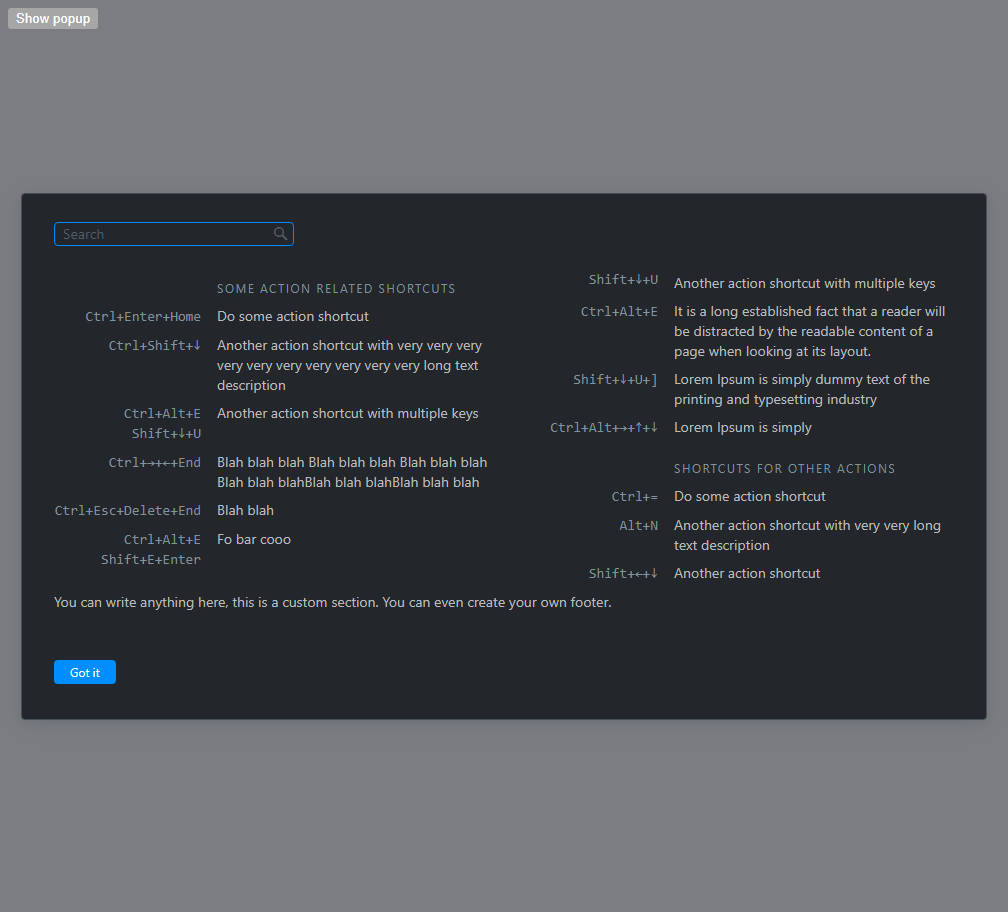 Show popup
Search
SOME ACTION RELATED SHORTCUTS
Ctrl+Enter+Home Do some action shortcut
Ctrl+Shift+↓ Another action shortcut with very very very
very very very very very very very long text
description
Ctrl+Alt+E Another action shortcut with multiple keys
Shift+↓+U
Ctrl+→+←+End Blah blah blah Blah blah blah Blah blah blah
Blah blah blahBlah blah blahBlah blah blah
Ctrl+Esc+Delete+End Blah blah
Ctrl+Alt+E Fo bar cooo
Shift+E+Enter
Shift+↓+U Another action shortcut with multiple keys
Ctrl+Alt+E It is a long established fact that a reader will
be distracted by the readable content of a
page when looking at its layout.
Shift+↓+U+] Lorem Ipsum is simply dummy text of the
printing and typesetting industry
Ctrl+Alt+→+↑+↓ Lorem Ipsum is simply
SHORTCUTS FOR OTHER ACTIONS
Ctrl+= Do some action shortcut
Alt+N Another action shortcut with very very long
text description
Shift+←+↓ Another action shortcut
You can write anything here, this is a custom section. You can even create your own footer.
Got it